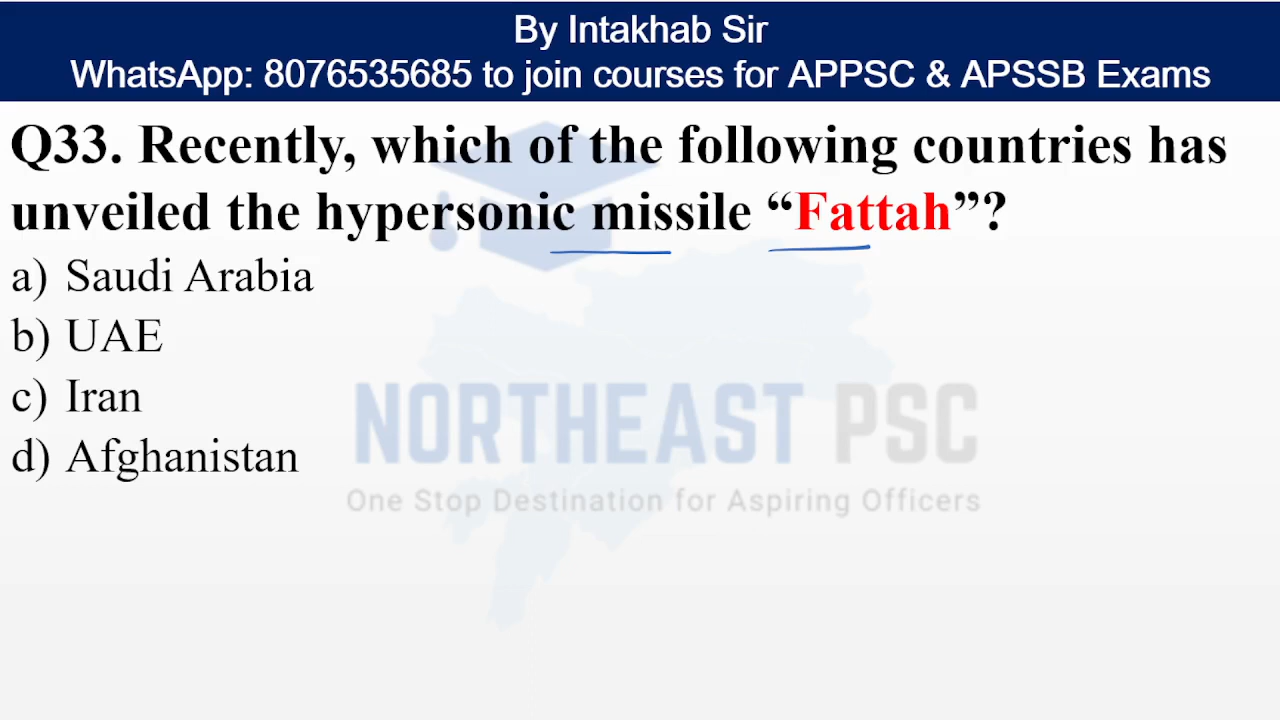 By Intakhab Sir
WhatsApp: 8076535685 to join courses for APPSC & APSSB Exams
Q33. Recently, which of the following countries has
unveiled the hypersonic missile “Fattah”?
a) Saudi Arabia
b) UAE
c) Iran
d) Afghanistan
NORTHEAST PSC
One Stop Destination for Aspiring Officers